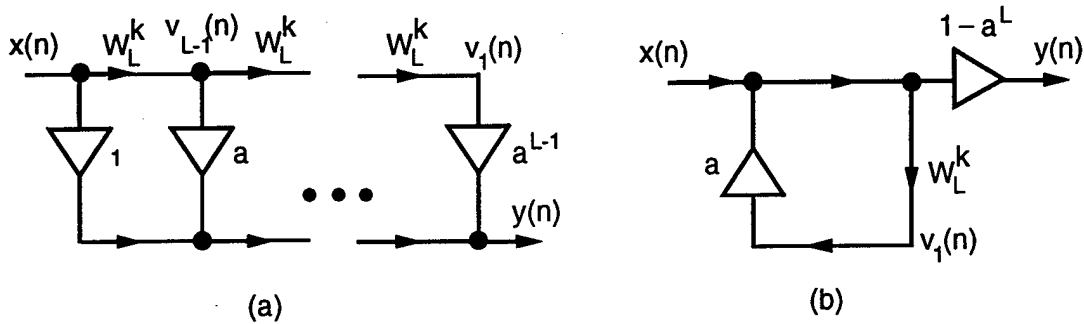 x(n) W_L^k v_{L-1}(n) W_L^k W_L^k v_1(n)
1 a a^{L-1}
y(n)
(a)
1-a^L
x(n) y(n)
a W_L^k
v_1(n)
(b)